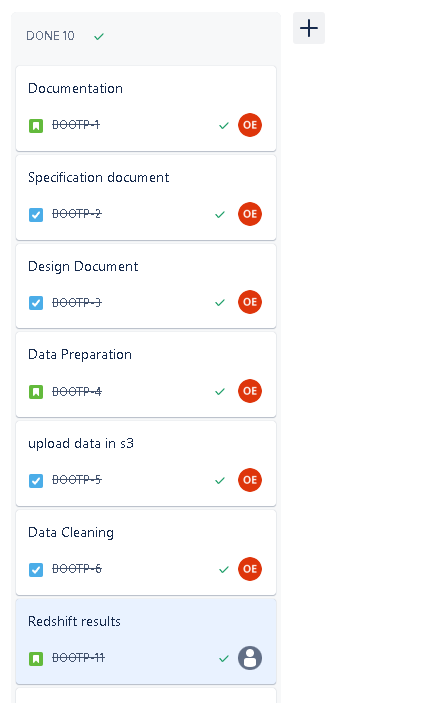 DONE 10
Documentation
BOOTP-1
OE
Specification document
BOOTP-2
OE
Design Document
BOOTP-3
OE
Data Preparation
BOOTP-4
OE
upload data in s3
BOOTP-5
OE
Data Cleaning
BOOTP-6
OE
Redshift results
BOOTP-11